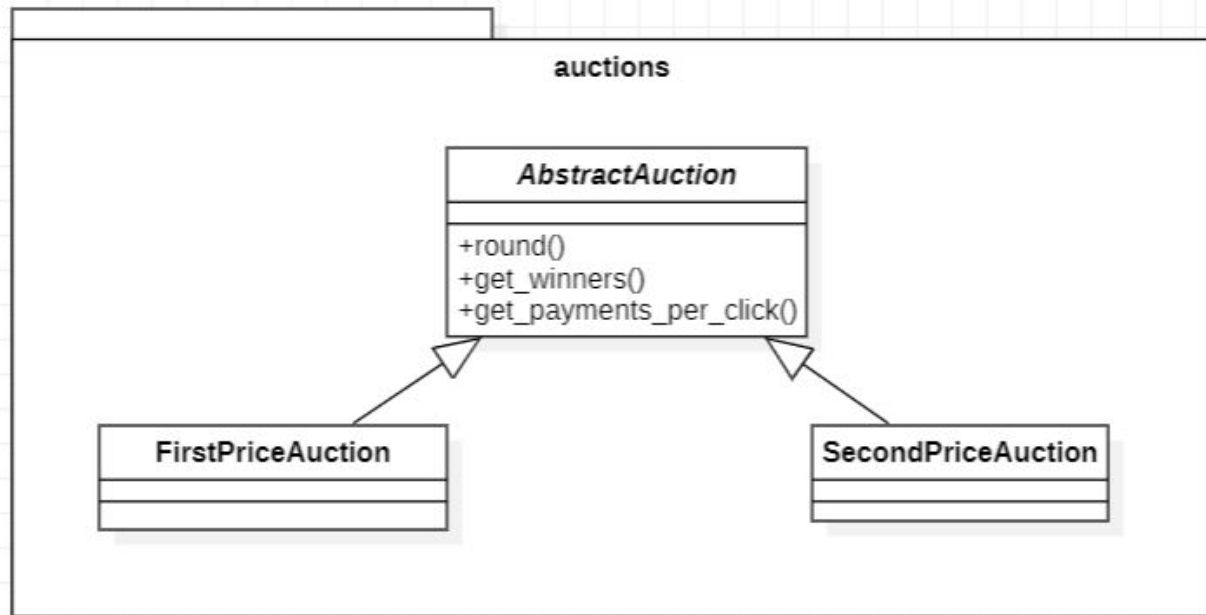 auctions
AbstractAuction
+round()
+get_winners()
+get_payments_per_click()
FirstPriceAuction
SecondPriceAuction